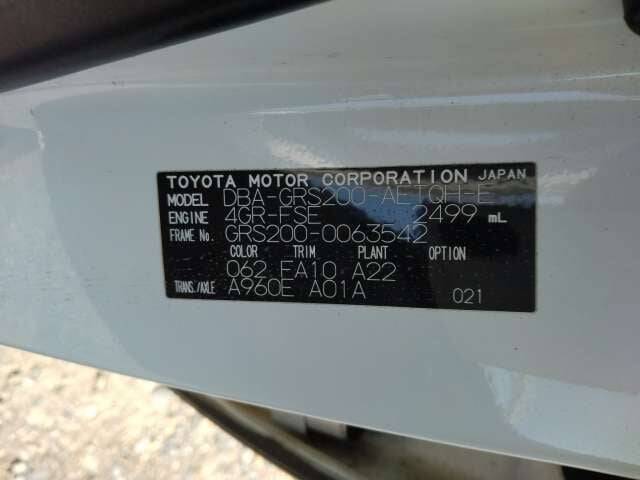 TOYOTA MOTOR CORPORATION JAPAN
MODEL DBA-GRS200-AETQH-E
ENGINE 4GR-FSE 2499 mL
FRAME No. GRS200-0063542
COLOR TRIM PLANT OPTION
062 FA10 A22
TRANS./AXLE A960E A01A 021